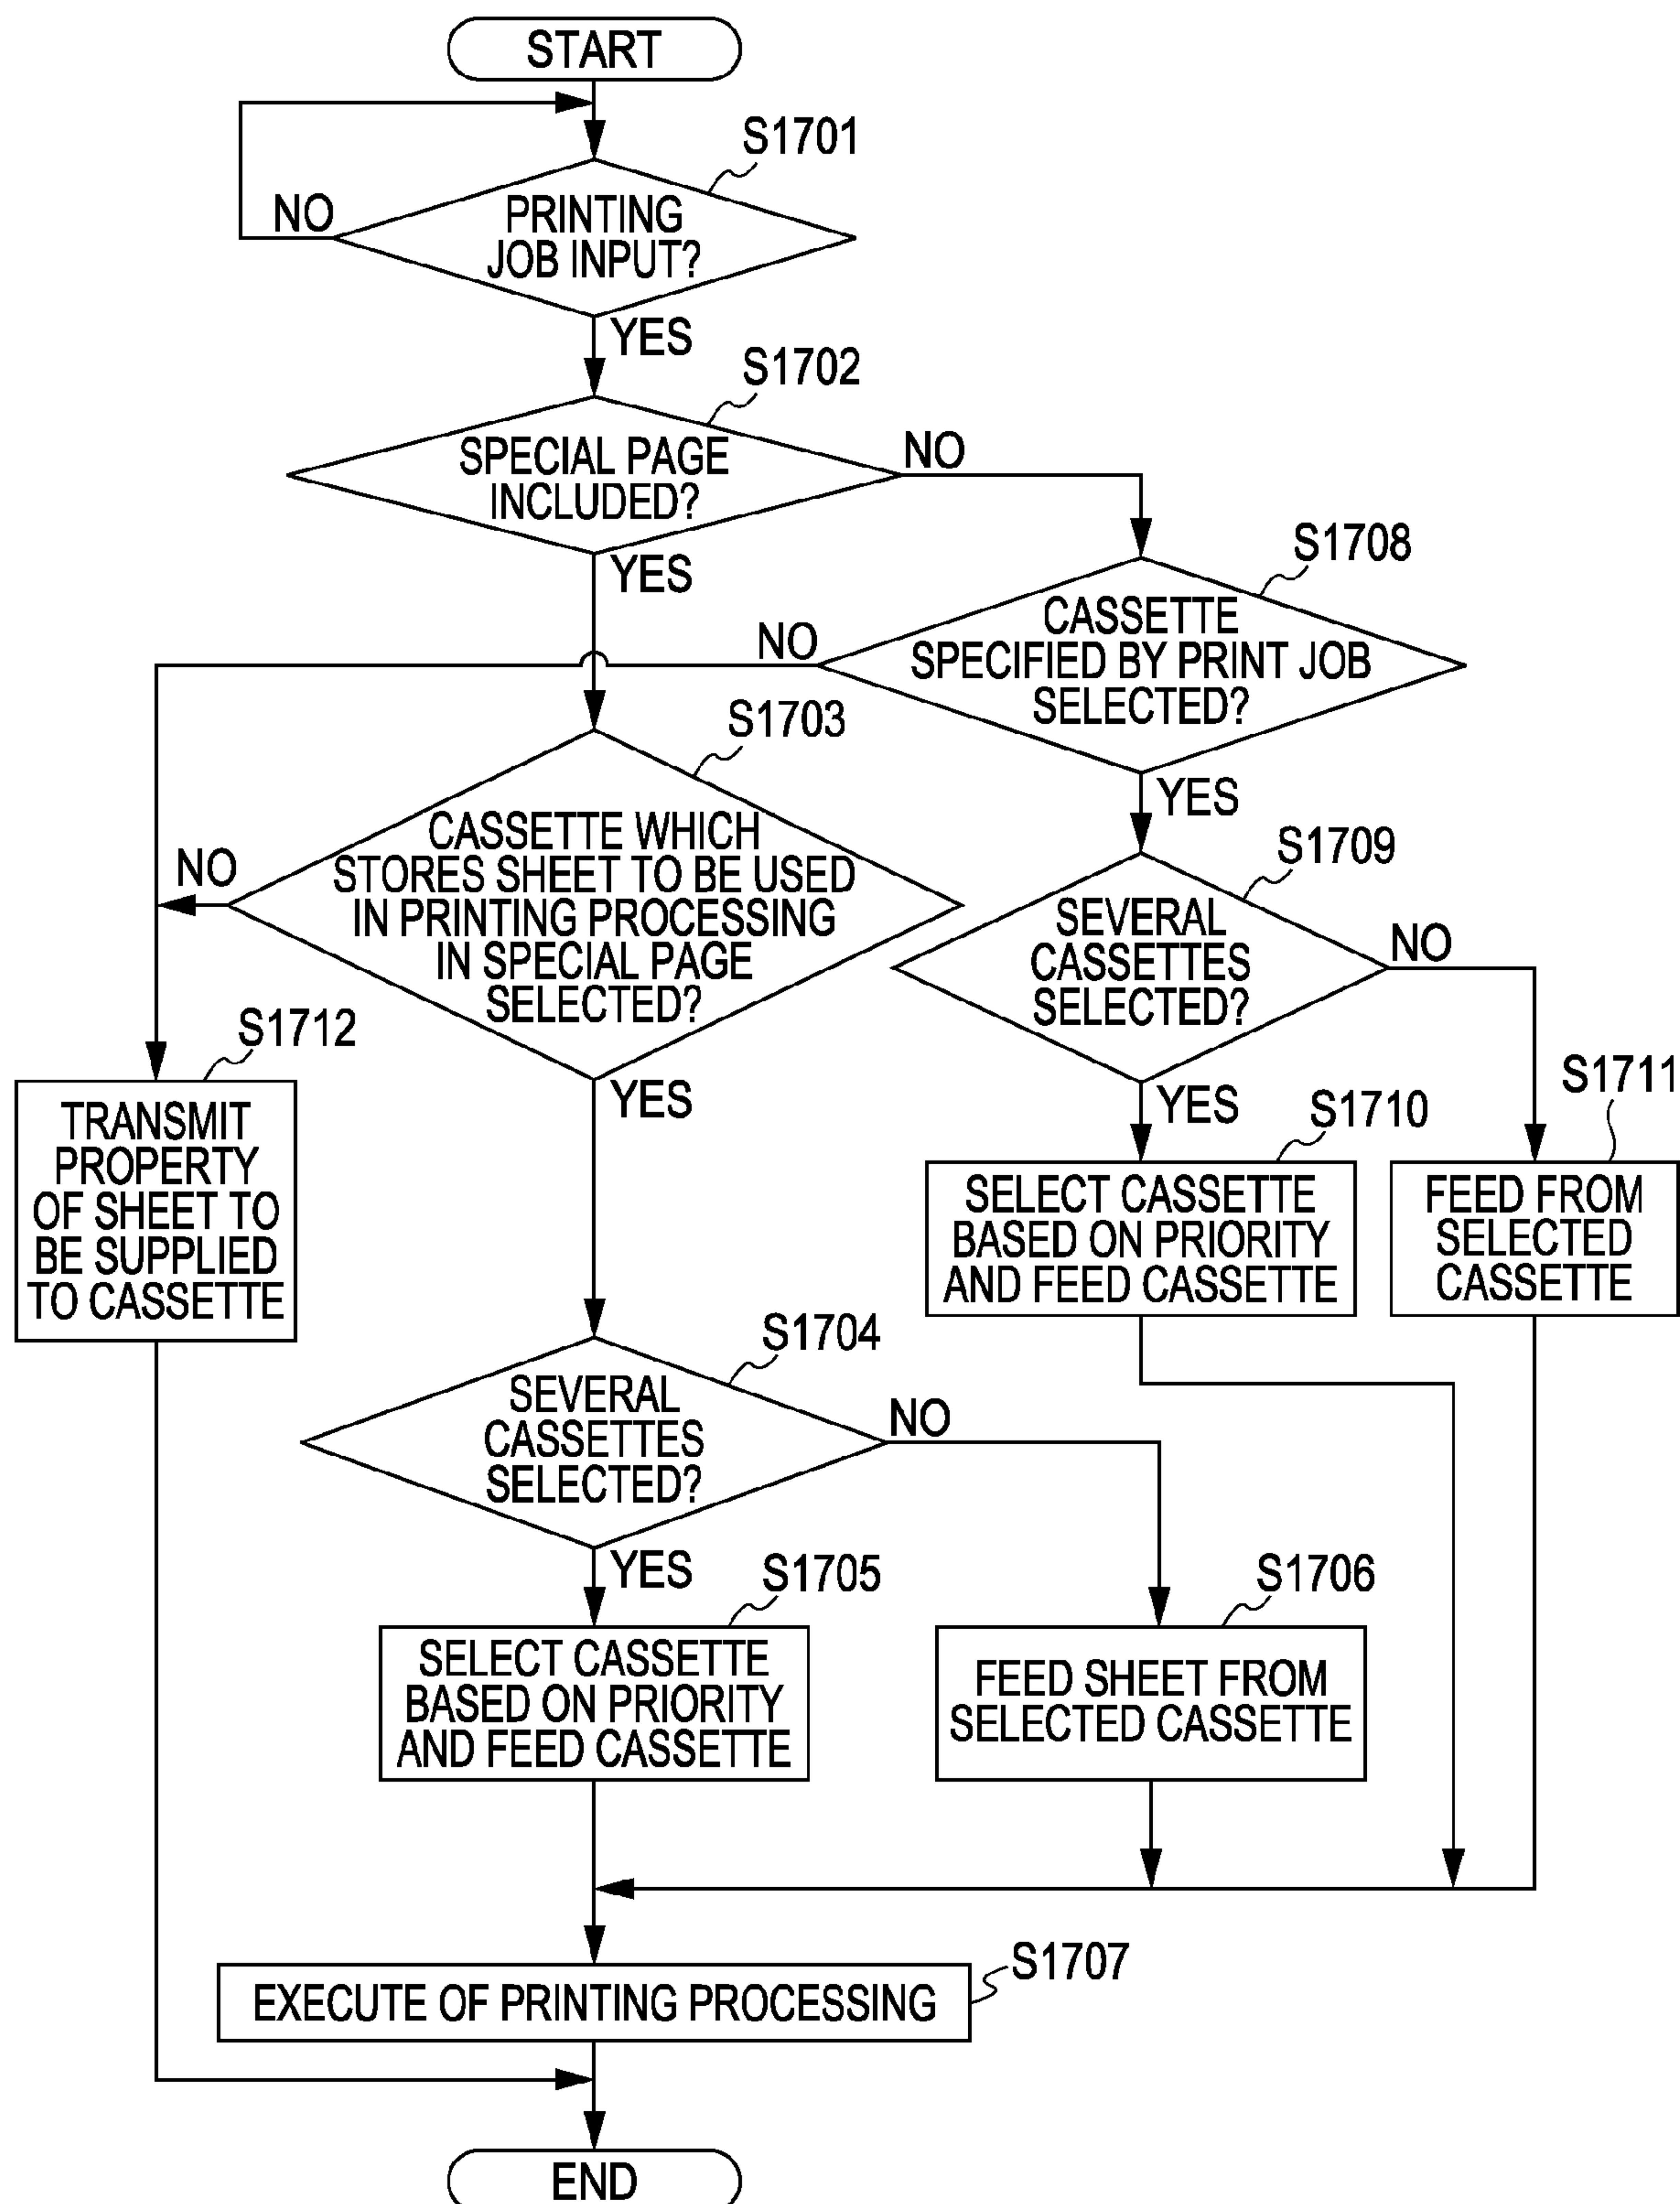 START
S1701
PRINTING
JOB INPUT?
NO
YES
S1702
SPECIAL PAGE
INCLUDED?
NO
YES
S1708
CASSETTE
SPECIFIED BY PRINT JOB
SELECTED?
NO
YES
S1703
CASSETTE WHICH
STORES SHEET TO BE USED
IN PRINTING PROCESSING
IN SPECIAL PAGE
SELECTED?
NO
YES
S1709
SEVERAL
CASSETTES
SELECTED?
NO
YES
S1712
TRANSMIT
PROPERTY
OF SHEET TO
BE SUPPLIED
TO CASSETTE
S1710
SELECT CASSETTE
BASED ON PRIORITY
AND FEED CASSETTE
S1711
FEED FROM
SELECTED
CASSETTE
S1704
SEVERAL
CASSETTES
SELECTED?
NO
YES
S1705
SELECT CASSETTE
BASED ON PRIORITY
AND FEED CASSETTE
S1706
FEED SHEET FROM
SELECTED CASSETTE
S1707
EXECUTE OF PRINTING PROCESSING
END